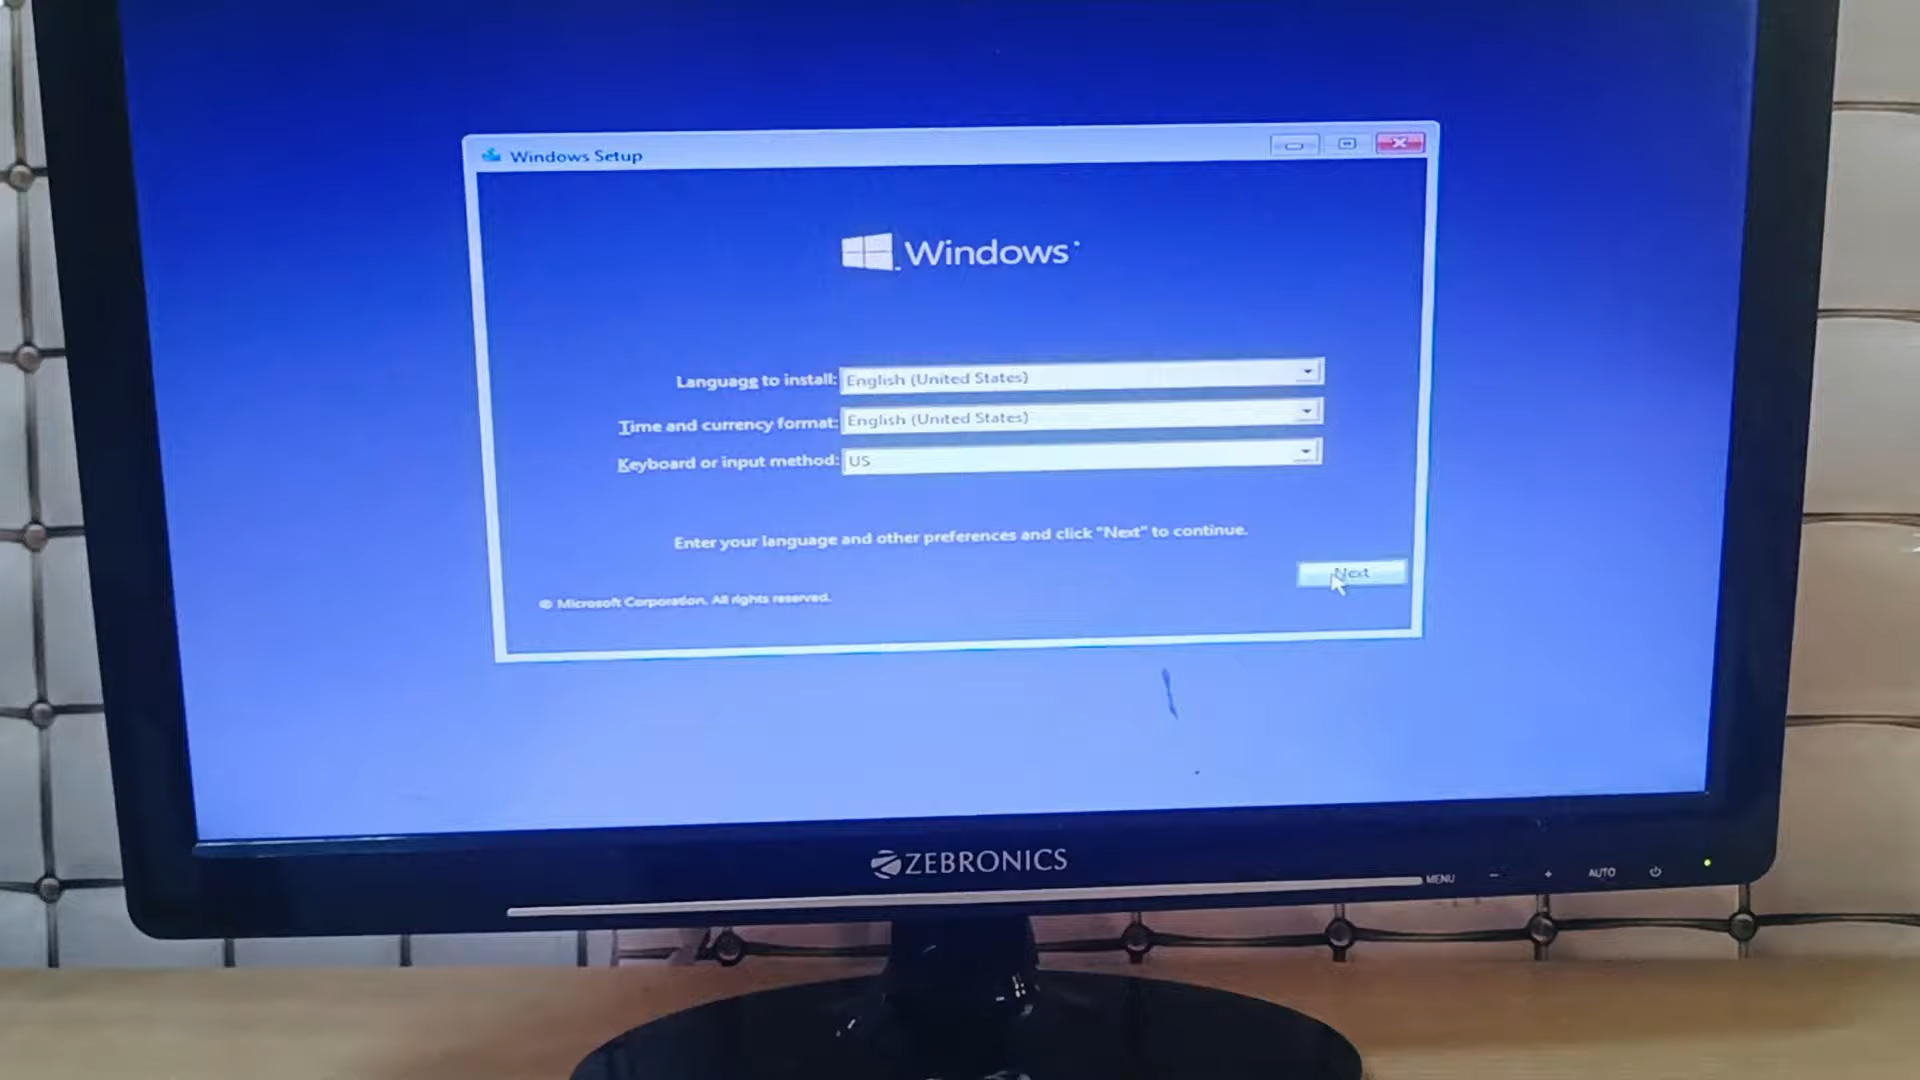 Windows Setup
Windows
Language to install: English (United States)
Time and currency format: English (United States)
Keyboard or input method: US
Enter your language and other preferences and click "Next" to continue.
Next
© Microsoft Corporation. All rights reserved.
ZEBRONICS
MENU - + AUTO